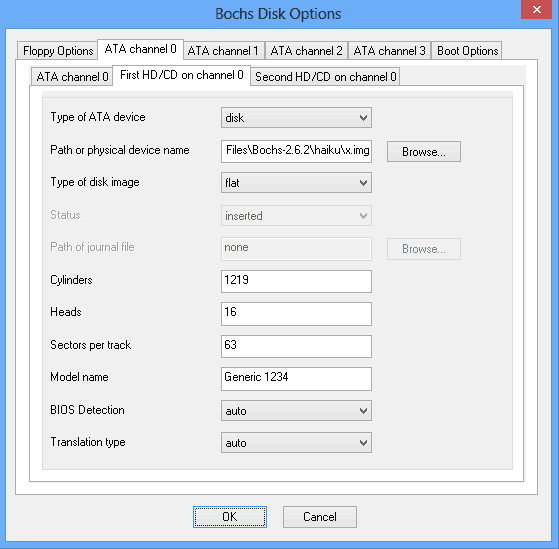 Bochs Disk Options
Floppy Options ATA channel 0 ATA channel 1 ATA channel 2 ATA channel 3 Boot Options
ATA channel 0 First HD/CD on channel 0 Second HD/CD on channel 0
Type of ATA device disk
Path or physical device name Files\Bochs-2.6.2\haiku\x.img Browse...
Type of disk image flat
Status inserted
Path of journal file none Browse...
Cylinders 1219
Heads 16
Sectors per track 63
Model name Generic 1234
BIOS Detection auto
Translation type auto
OK Cancel